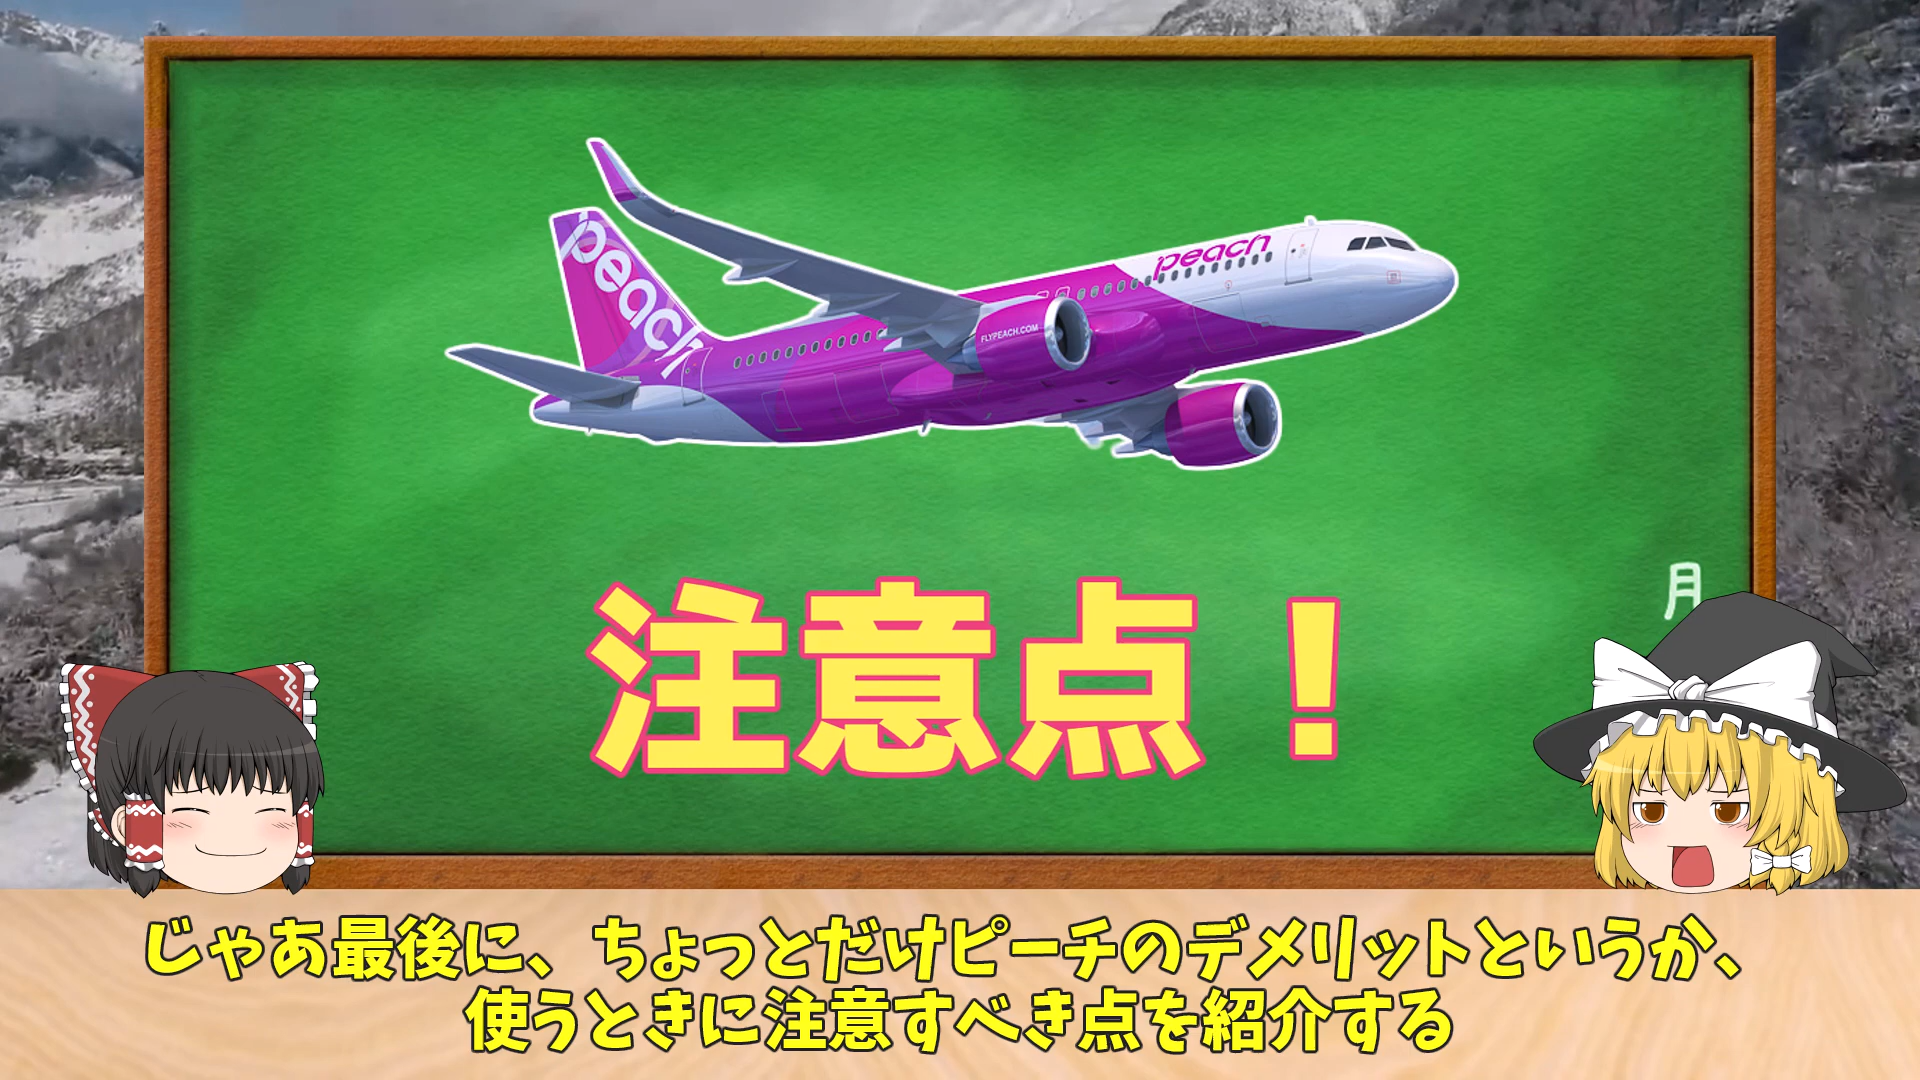 peach
peach
FLYPEACH.COM
注意点！
月
じゃあ最後に、ちょっとだけピーチのデメリットというか、
使うときに注意すべき点を紹介する